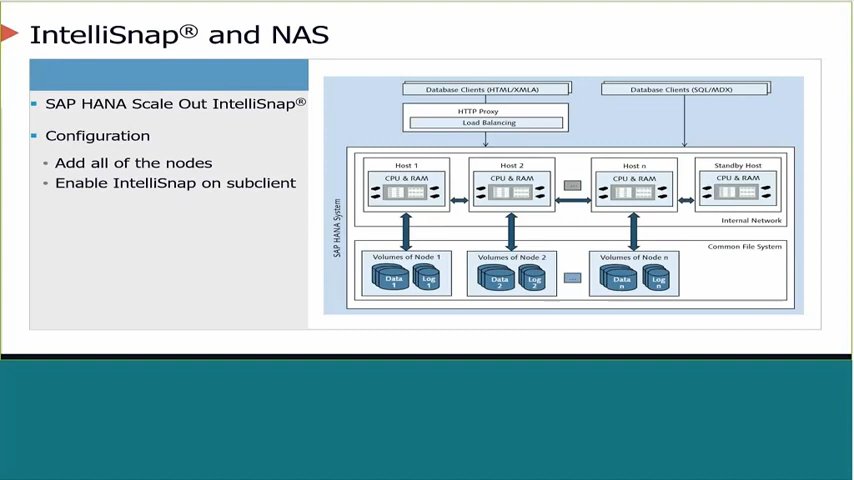 IntelliSnap® and NAS
SAP HANA Scale Out IntelliSnap®
Configuration
Add all of the nodes
Enable IntelliSnap on subclient
Database Clients (HTML/XMLA)
Database Clients (SQL/MDX)
HTTP Proxy
Load Balancing
SAP HANA System
Host 1
Host 2
Host n
Standby Host
CPU & RAM
CPU & RAM
...
CPU & RAM
CPU & RAM
Internal Network
Common File System
Volumes of Node 1
Volumes of Node 2
Volumes of Node n
Data 1
Log 1
Data 2
Log 2
...
Data n
Log n